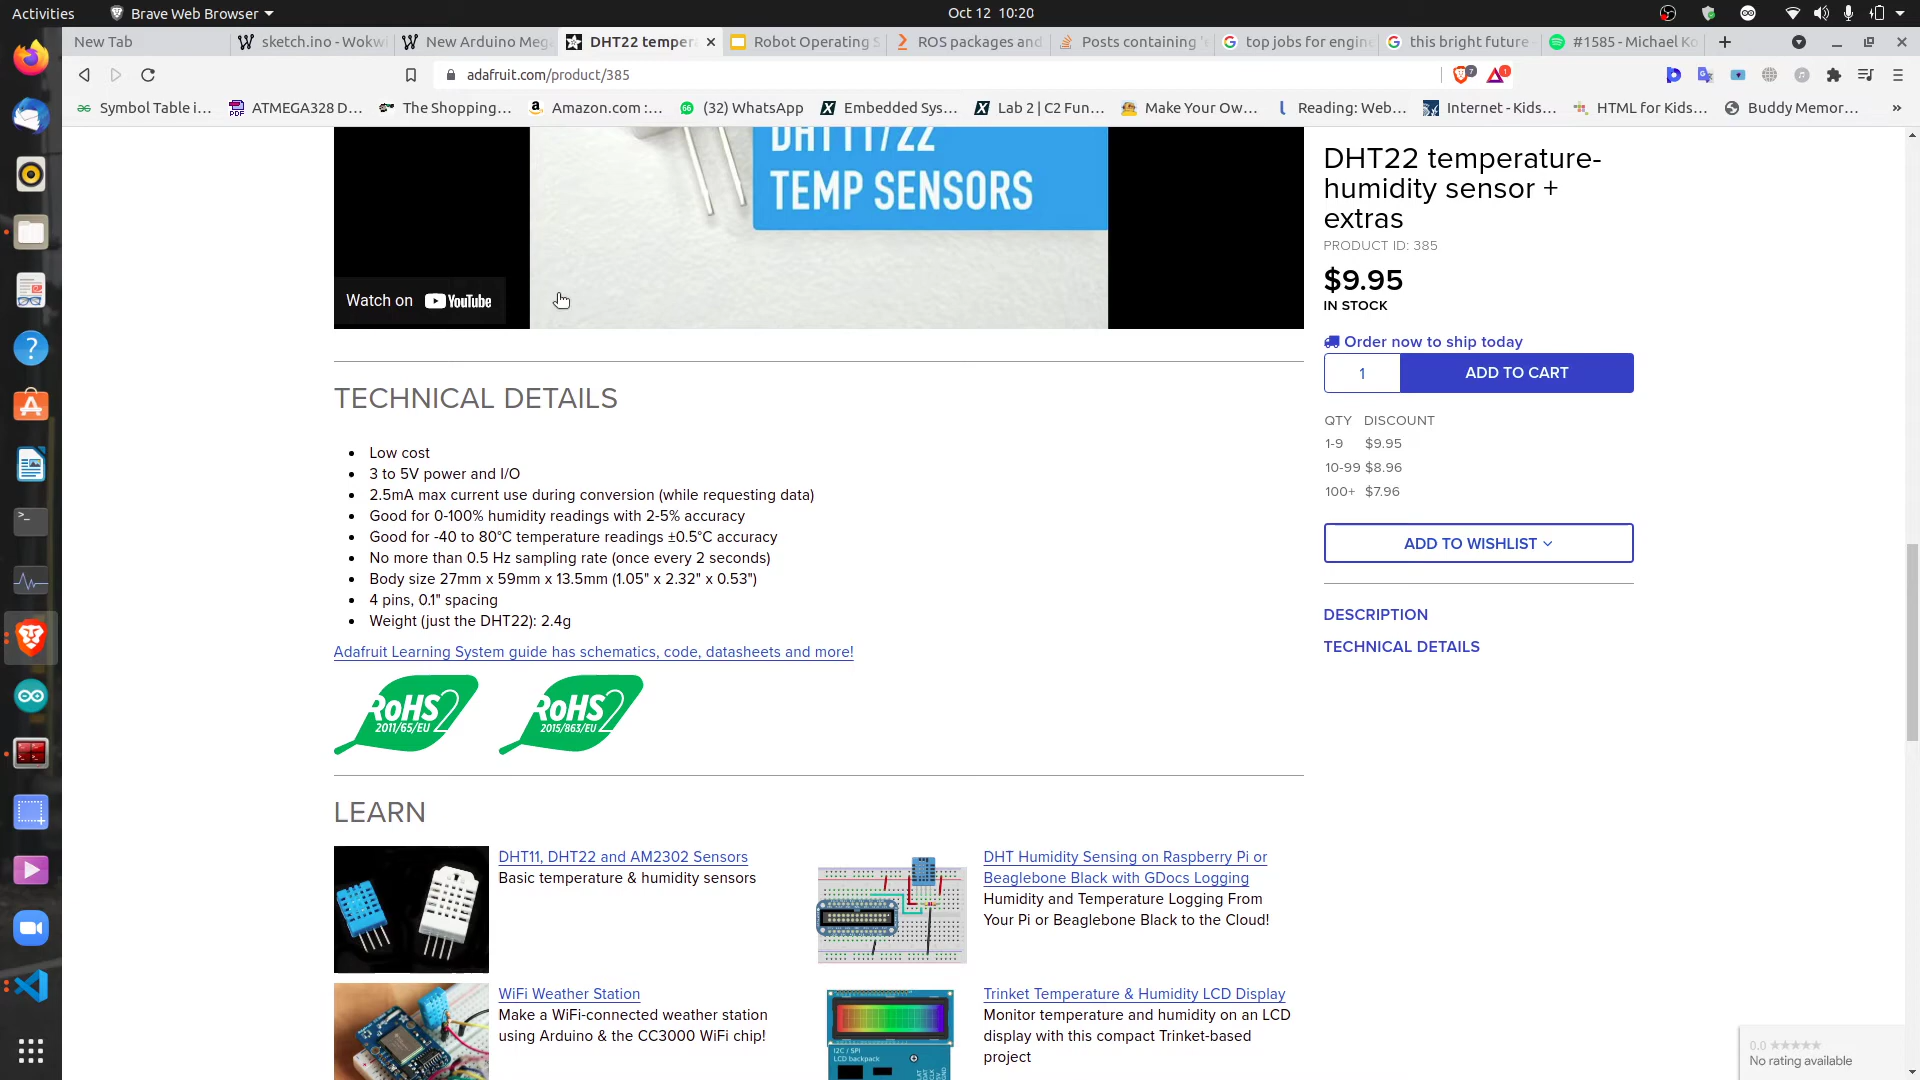 Activities
Brave Web Browser
Oct 12 10:20
New Tab
sketch.ino - Wokwi
New Arduino Mega
DHT22 tempera
Robot Operating S
ROS packages and
Posts containing 'e
top jobs for engine
this bright future -
#1585 - Michael Ko
adafruit.com/product/385
7
1
Symbol Table i...
ATMEGA328 D...
The Shopping...
Amazon.com :...
(32) WhatsApp
Embedded Sys...
Lab 2 | C2 Fun...
Make Your Ow...
Reading: Web...
Internet - Kids...
HTML for Kids...
Buddy Memor...
»
DHT11/22
TEMP SENSORS
Watch on YouTube
DHT22 temperature-
humidity sensor +
extras
PRODUCT ID: 385
$9.95
IN STOCK
Order now to ship today
1
ADD TO CART
QTY DISCOUNT
1-9 $9.95
10-99 $8.96
100+ $7.96
ADD TO WISHLIST
DESCRIPTION
TECHNICAL DETAILS
TECHNICAL DETAILS
• Low cost
• 3 to 5V power and I/O
• 2.5mA max current use during conversion (while requesting data)
• Good for 0-100% humidity readings with 2-5% accuracy
• Good for -40 to 80°C temperature readings ±0.5°C accuracy
• No more than 0.5 Hz sampling rate (once every 2 seconds)
• Body size 27mm x 59mm x 13.5mm (1.05" x 2.32" x 0.53")
• 4 pins, 0.1" spacing
• Weight (just the DHT22): 2.4g
Adafruit Learning System guide has schematics, code, datasheets and more!
RoHS 2
2011/65/EU
RoHS 2
2015/863/EU
LEARN
DHT11, DHT22 and AM2302 Sensors
Basic temperature & humidity sensors
DHT Humidity Sensing on Raspberry Pi or
Beaglebone Black with GDocs Logging
Humidity and Temperature Logging From
Your Pi or Beaglebone Black to the Cloud!
WiFi Weather Station
Make a WiFi-connected weather station
using Arduino & the CC3000 WiFi chip!
I2C / SPI
LCD backpack
Trinket Temperature & Humidity LCD Display
Monitor temperature and humidity on an LCD
display with this compact Trinket-based
project
0.0 ★★★★★
No rating available